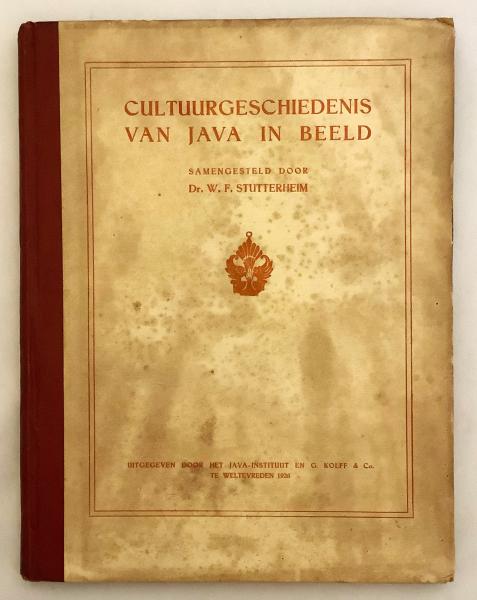 CULTUURGESCHIEDENIS
VAN JAVA IN BEELD
SAMENGESTELD DOOR
Dr. W. F. STUTTERHEIM
UITGEGEVEN DOOR HET JAVA-INSTITUUT EN G. KOLFF & Co.
TE WELTEVREDEN 1926